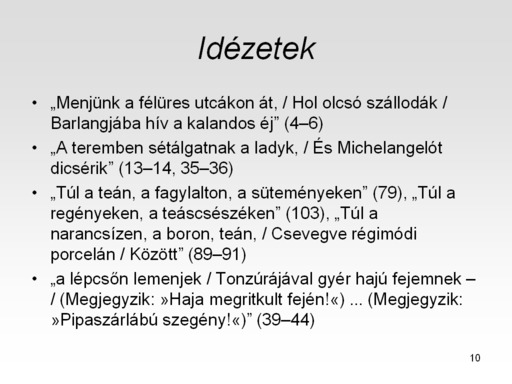 Idézetek
• „Menjünk a félüres utcákon át, / Hol olcsó szállodák /
Barlangjába hív a kalandos éj” (4–6)
• „A teremben sétálgatnak a ladyk, / És Michelangelót
dicsérik” (13–14, 35–36)
• „Túl a teán, a fagylalton, a süteményeken” (79), „Túl a
regényeken, a teáscsészéken” (103), „Túl a
narancsízen, a boron, teán, / Csevegve régimódi
porcelán / Között” (89–91)
• „a lépcsőn lemenjek / Tonzúrájával gyér hajú fejemnek –
/ (Megjegyzik: »Haja megritkult fején!«) ... (Megjegyzik:
»Pipaszárlábú szegény!«)” (39–44)
10